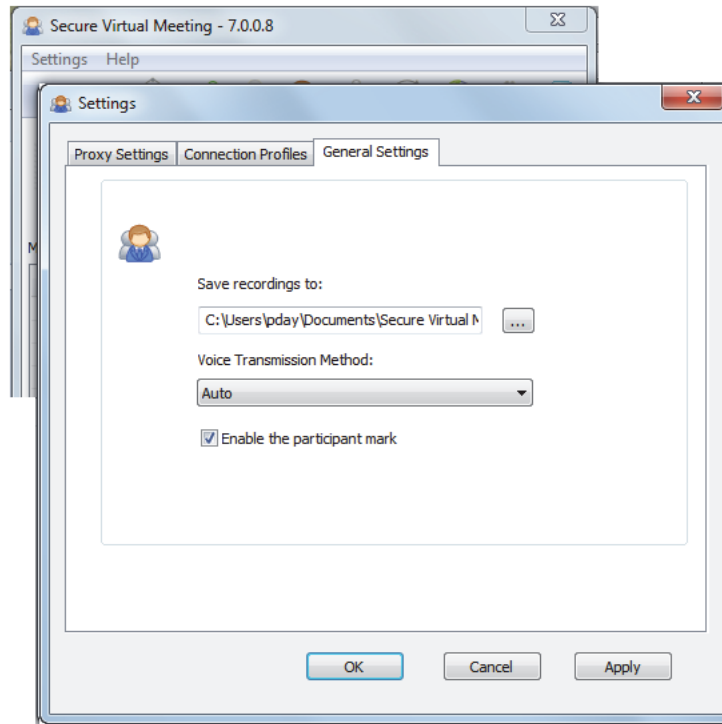 Secure Virtual Meeting - 7.0.0.8
Settings Help
Settings
Proxy Settings Connection Profiles General Settings
Save recordings to:
C:\Users\pday\Documents\Secure Virtual
...
Voice Transmission Method:
Auto
Enable the participant mark
OK Cancel Apply